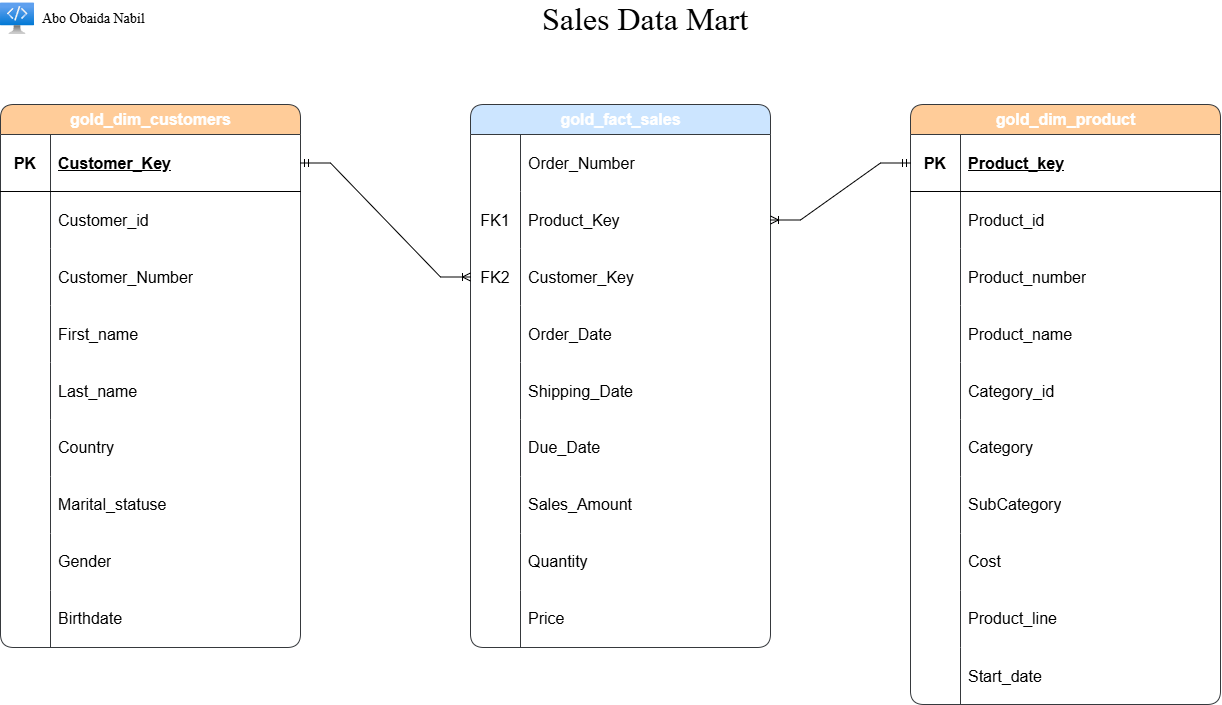 </>
Abo Obaida Nabil
Sales Data Mart
gold_dim_customers
PK Customer_Key
Customer_id
Customer_Number
First_name
Last_name
Country
Marital_statuse
Gender
Birthdate
gold_fact_sales
Order_Number
FK1 Product_Key
FK2 Customer_Key
Order_Date
Shipping_Date
Due_Date
Sales_Amount
Quantity
Price
gold_dim_product
PK Product_key
Product_id
Product_number
Product_name
Category_id
Category
SubCategory
Cost
Product_line
Start_date